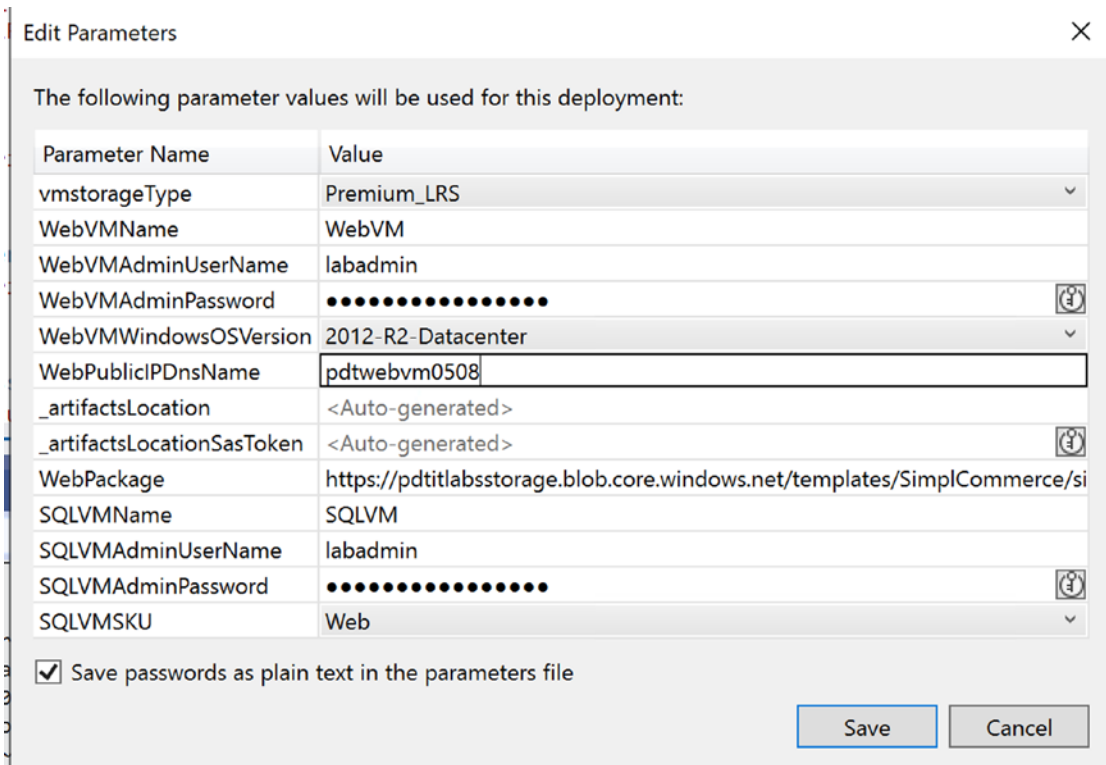 Edit Parameters
The following parameter values will be used for this deployment:
Parameter Name Value
vmstorageType Premium_LRS
WebVMName WebVM
WebVMAdminUserName labadmin
WebVMAdminPassword ●●●●●●●●●●●●●●●●
WebVMWindowsOSVersion 2012-R2-Datacenter
WebPublicIPDnsName pdtwebvm0508
_artifactsLocation <Auto-generated>
_artifactsLocationSasToken <Auto-generated>
WebPackage https://pdtitlabsstorage.blob.core.windows.net/templates/SimplCommerce/si
SQLVMName SQLVM
SQLVMAdminUserName labadmin
SQLVMAdminPassword ●●●●●●●●●●●●●●●●
SQLVMSKU Web
Save passwords as plain text in the parameters file
Save Cancel